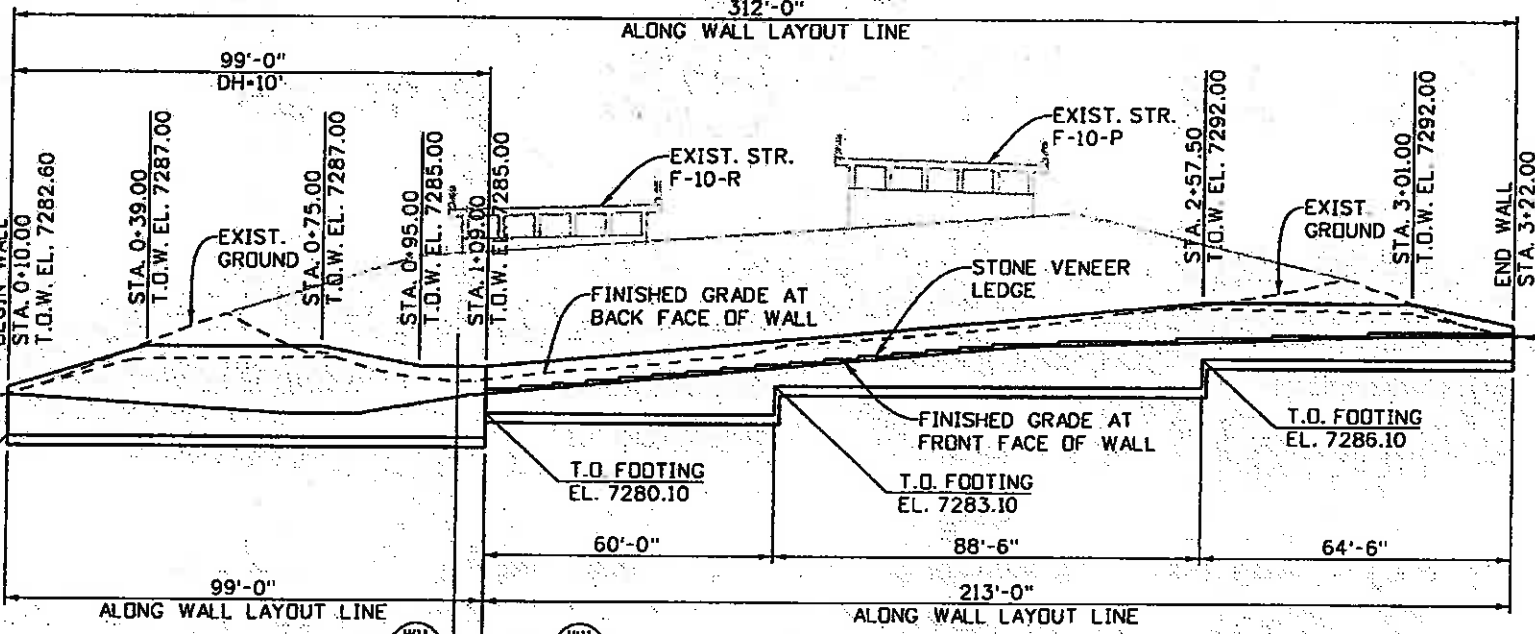 312'-0"
ALONG WALL LAYOUT LINE
99'-0"
DH=10'
BEGIN WALL
STA. 0+10.00
T.O.W. EL. 7282.60
STA. 0+39.00
T.O.W. EL. 7287.00
EXIST.
GROUND
STA. 0+75.00
T.O.W. EL. 7287.00
STA. 0+95.00
T.O.W. EL. 7285.00
STA. 1+09.00
T.O.W. EL. 7285.00
EXIST. STR.
F-10-R
EXIST. STR.
F-10-P
STA. 2+57.50
T.O.W. EL. 7292.00
EXIST
GROUND
STA. 3+01.00
T.O.W. EL. 7292.00
END WALL
STA. 3+22.00
FINISHED GRADE AT
BACK FACE OF WALL
STONE VENEER
LEDGE
FINISHED GRADE AT
FRONT FACE OF WALL
T.O. FOOTING
EL. 7280.10
T.O. FOOTING
EL. 7283.10
T.O. FOOTING
EL. 7286.10
60'-0"
88'-6"
64'-6"
99'-0"
ALONG WALL LAYOUT LINE
213'-0"
ALONG WALL LAYOUT LINE